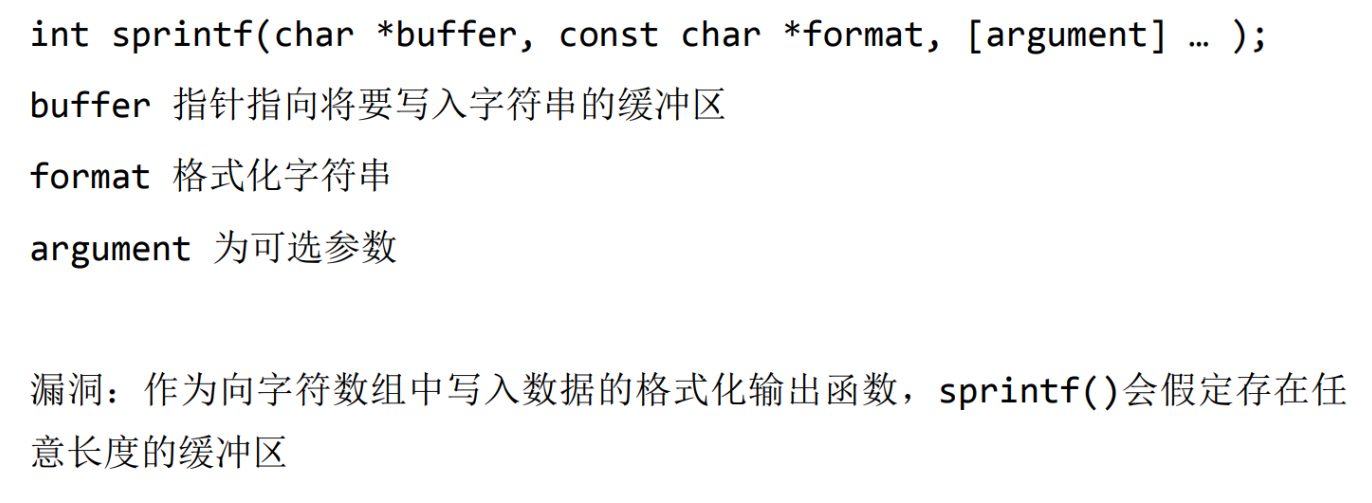 int sprintf(char *buffer, const char *format, [argument] … );
buffer 指针指向将要写入字符串的缓冲区
format 格式化字符串
argument 为可选参数
漏洞：作为向字符数组中写入数据的格式化输出函数，sprintf()会假定存在任
意长度的缓冲区